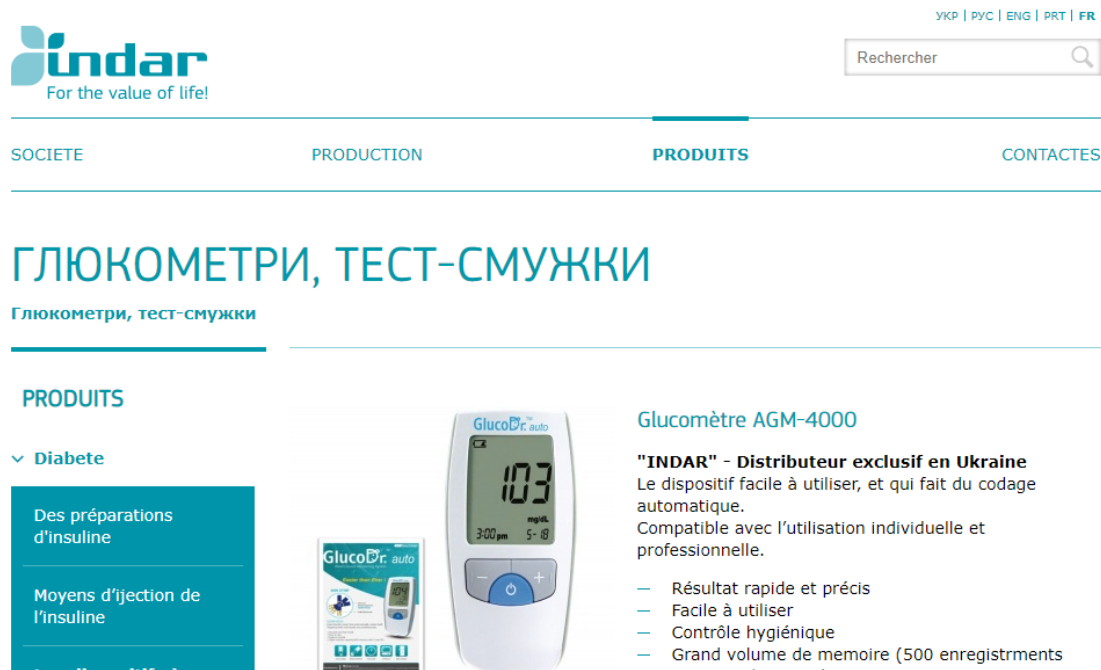 УКР | РУС | ENG | PRT | FR
indar
For the value of life!
Rechercher
SOCIETE
PRODUCTION
PRODUITS
CONTACTES
ГЛЮКОМЕТРИ, ТЕСТ-СМУЖКИ
Глюкометри, тест-смужки
PRODUITS
Diabete
Des préparations
d'insuline
Moyens d'ijection de
l’insuline
GlucoDr. auto
103
mg/dL
3:00 pm 5-18
GlucoDr. auto
Glucomètre AGM-4000
"INDAR" - Distributeur exclusif en Ukraine
Le dispositif facile à utiliser, et qui fait du codage
automatique.
Compatible avec l’utilisation individuelle et
professionnelle.
— Résultat rapide et précis
— Facile à utiliser
— Contrôle hygiénique
— Grand volume de memoire (500 enregistrments